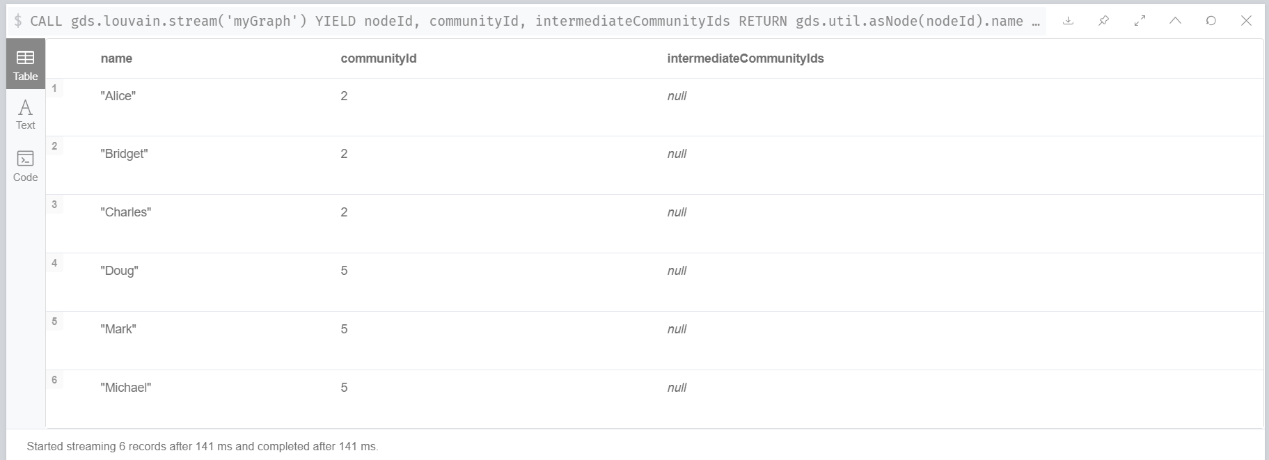 $ CALL gds.louvain.stream('myGraph') YIELD nodeId, communityId, intermediateCommunityIds RETURN gds.util.asNode(nodeId).name …
Table
Text
Code
name communityId intermediateCommunityIds
1 "Alice" 2 null
2 "Bridget" 2 null
3 "Charles" 2 null
4 "Doug" 5 null
5 "Mark" 5 null
6 "Michael" 5 null
Started streaming 6 records after 141 ms and completed after 141 ms.